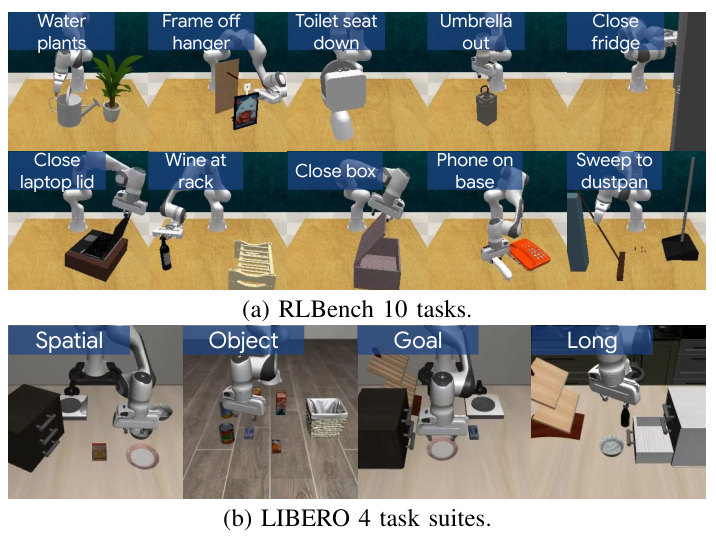 Water
plants
Frame off
hanger
Toilet seat
down
Umbrella
out
Close
fridge
Close
laptop lid
Wine at
rack
Close box
Phone on
base
Sweep to
dustpan
(a) RLBench 10 tasks.
Spatial
Object
Goal
Long
(b) LIBERO 4 task suites.